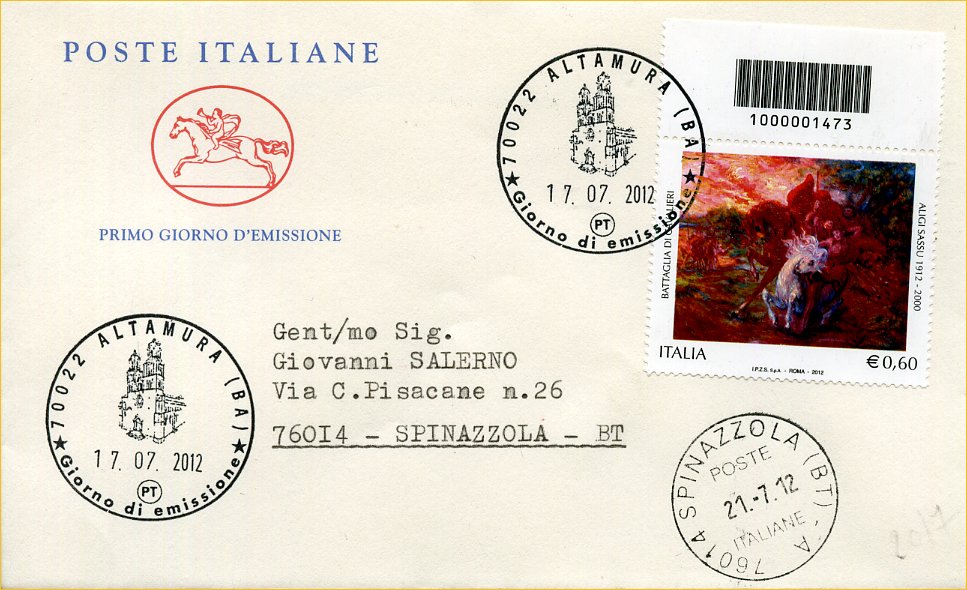 POSTE ITALIANE
PRIMO GIORNO D'EMISSIONE
70022 ALTAMURA (BA)
17. 07. 2012
PT
Giorno di emissione
1000001473
BATTAGLIA DI CAVALIERI
ALIGI SASSU 1912 - 2000
ITALIA
€0,60
I.P.Z.S. S.p.A. - ROMA - 2012
Gent/mo Sig.
Giovanni SALERNO
Via C.Pisacane n.26
760I4 - SPINAZZOLA - BT
70022 ALTAMURA (BA)
17. 07. 2012
PT
Giorno di emissione
76014 SPINAZZOLA (BT) - A
POSTE
21.-7.12
ITALIANE